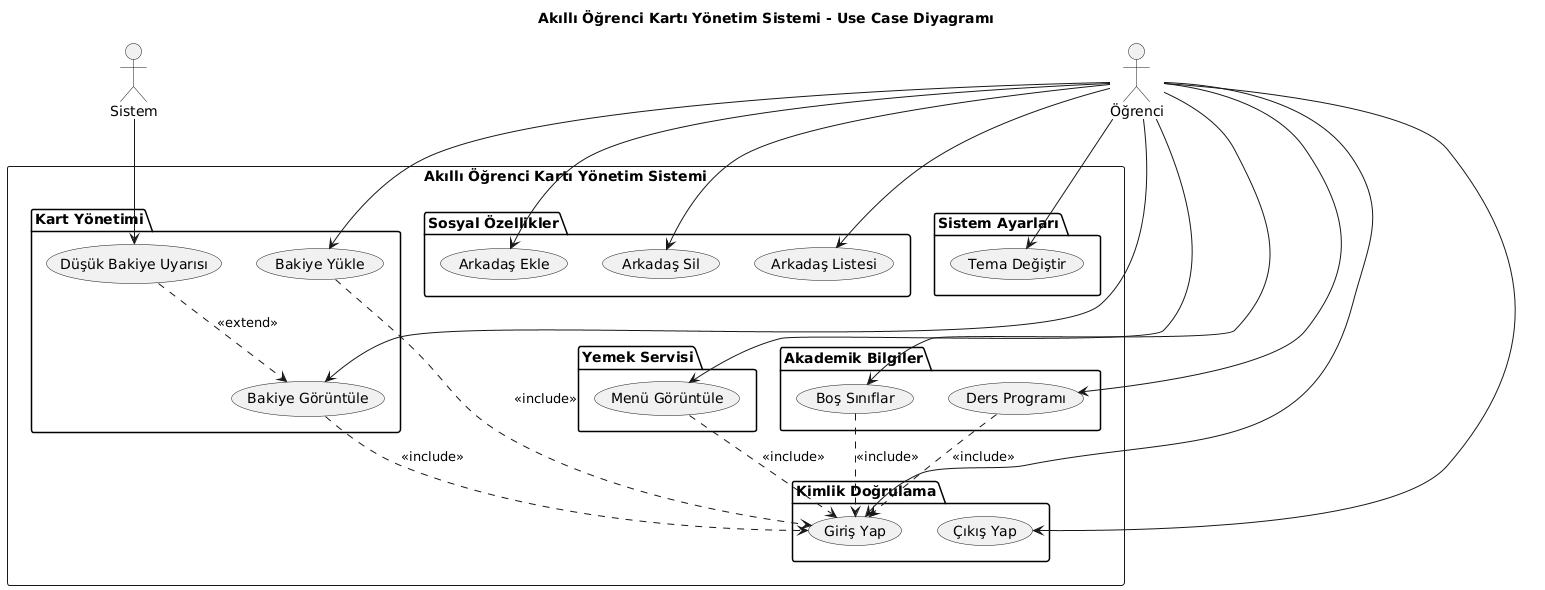 Akıllı Öğrenci Kartı Yönetim Sistemi - Use Case Diyagramı
Sistem
Öğrenci
Akıllı Öğrenci Kartı Yönetim Sistemi
Kart Yönetimi
Sosyal Özellikler
Sistem Ayarları
Düşük Bakiye Uyarısı
Bakiye Yükle
Arkadaş Ekle
Arkadaş Sil
Arkadaş Listesi
Tema Değiştir
«extend»
Yemek Servisi
Akademik Bilgiler
Bakiye Görüntüle
«include»
Menü Görüntüle
Boş Sınıflar
Ders Programı
«include»
«include»
«include»
«include»
Kimlik Doğrulama
Giriş Yap
Çıkış Yap